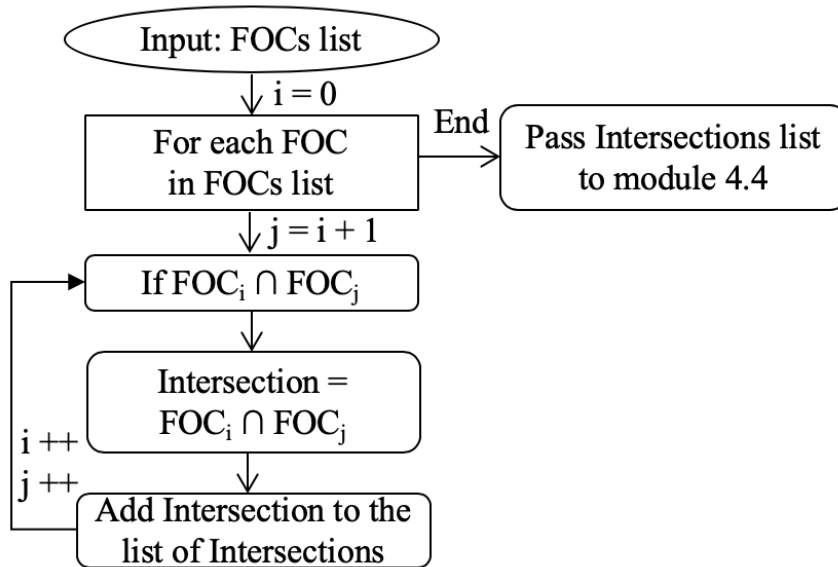 Input: FOCs list
i = 0
For each FOC
in FOCs list
End
Pass Intersections list
to module 4.4
j = i + 1
If FOCᵢ ∩ FOCⱼ
Intersection =
FOCᵢ ∩ FOCⱼ
i ++
j ++
Add Intersection to the
list of Intersections